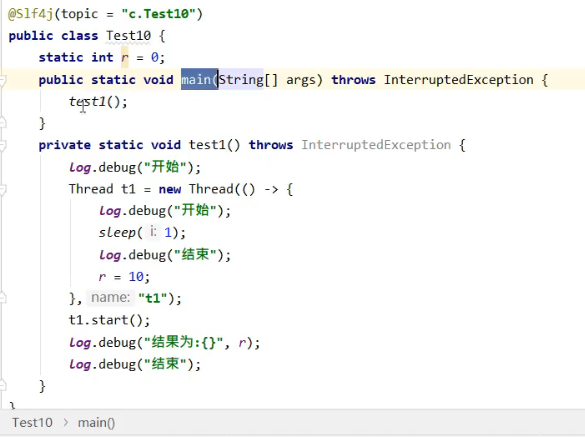 @Slf4j(topic = "c.Test10")
public class Test10 {
static int r = 0;
public static void main(String[] args) throws InterruptedException {
test1();
}
private static void test1() throws InterruptedException {
log.debug("开始");
Thread t1 = new Thread(() -> {
log.debug("开始");
sleep( i: 1);
log.debug("结束");
r = 10;
}, name: "t1");
t1.start();
log.debug("结果为:{}", r);
log.debug("结束");
}
}
Test10 > main()